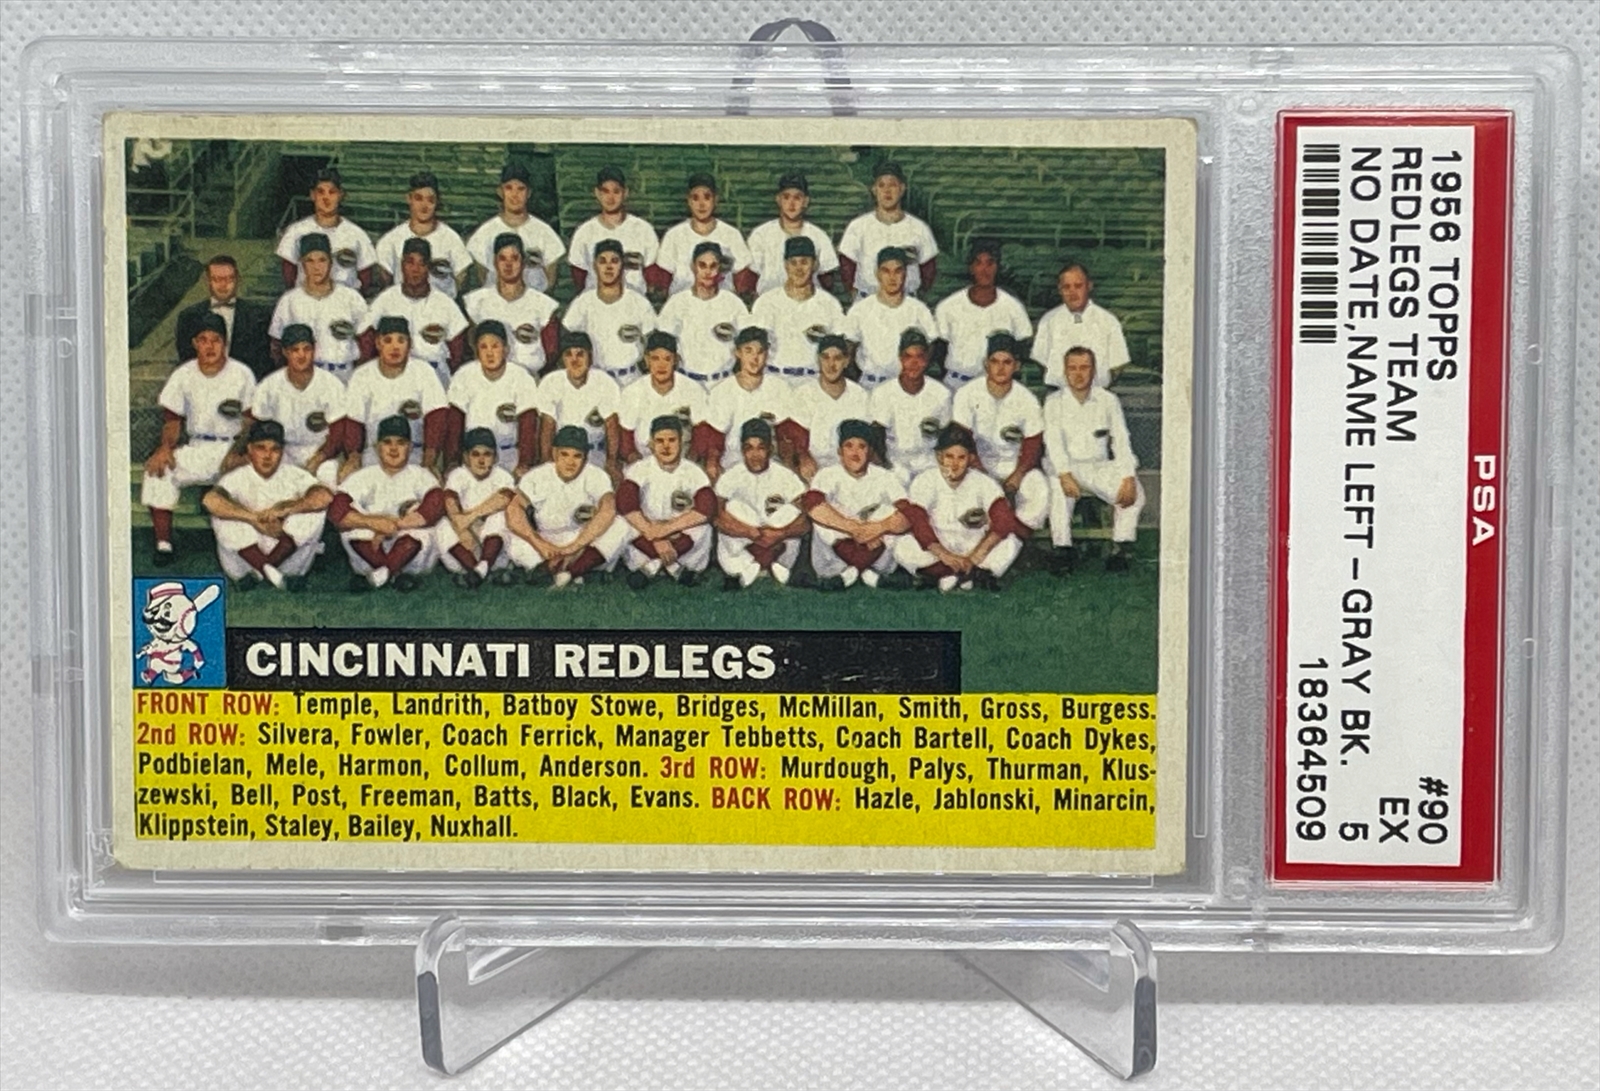 CINCINNATI REDLEGS
FRONT ROW: Temple, Landrith, Batboy Stowe, Bridges, McMillan, Smith, Gross, Burgess.
2nd ROW: Silvera, Fowler, Coach Ferrick, Manager Tebbetts, Coach Bartell, Coach Dykes,
Podbielan, Mele, Harmon, Collum, Anderson. 3rd ROW: Murdough, Palys, Thurman, Klus-
zewski, Bell, Post, Freeman, Batts, Black, Evans. BACK ROW: Hazle, Jablonski, Minarcin,
Klippstein, Staley, Bailey, Nuxhall.
PSA
1956 TOPPS #90
REDLEGS TEAM EX
NO DATE,NAME LEFT-GRAY BK. 5
18364509